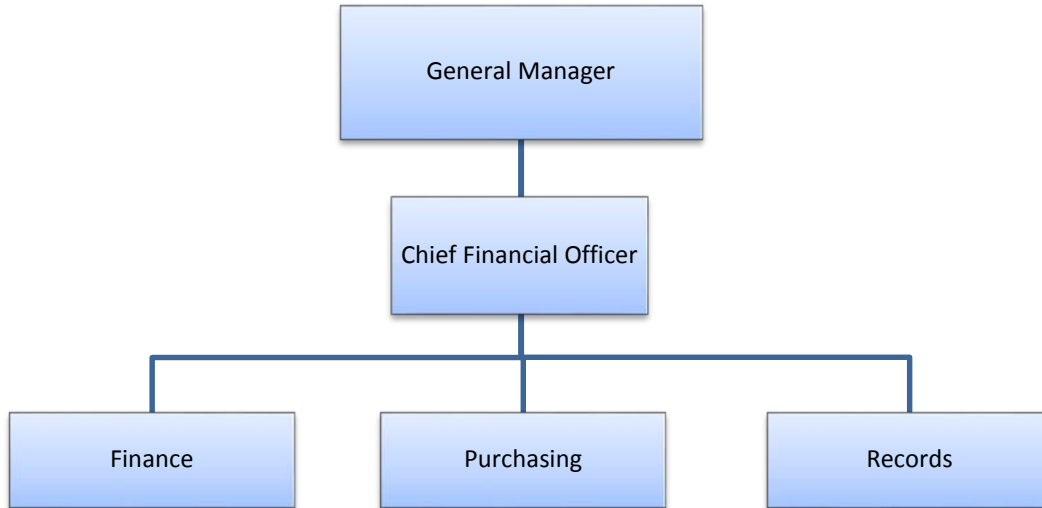 General Manager
Chief Financial Officer
Finance
Purchasing
Records